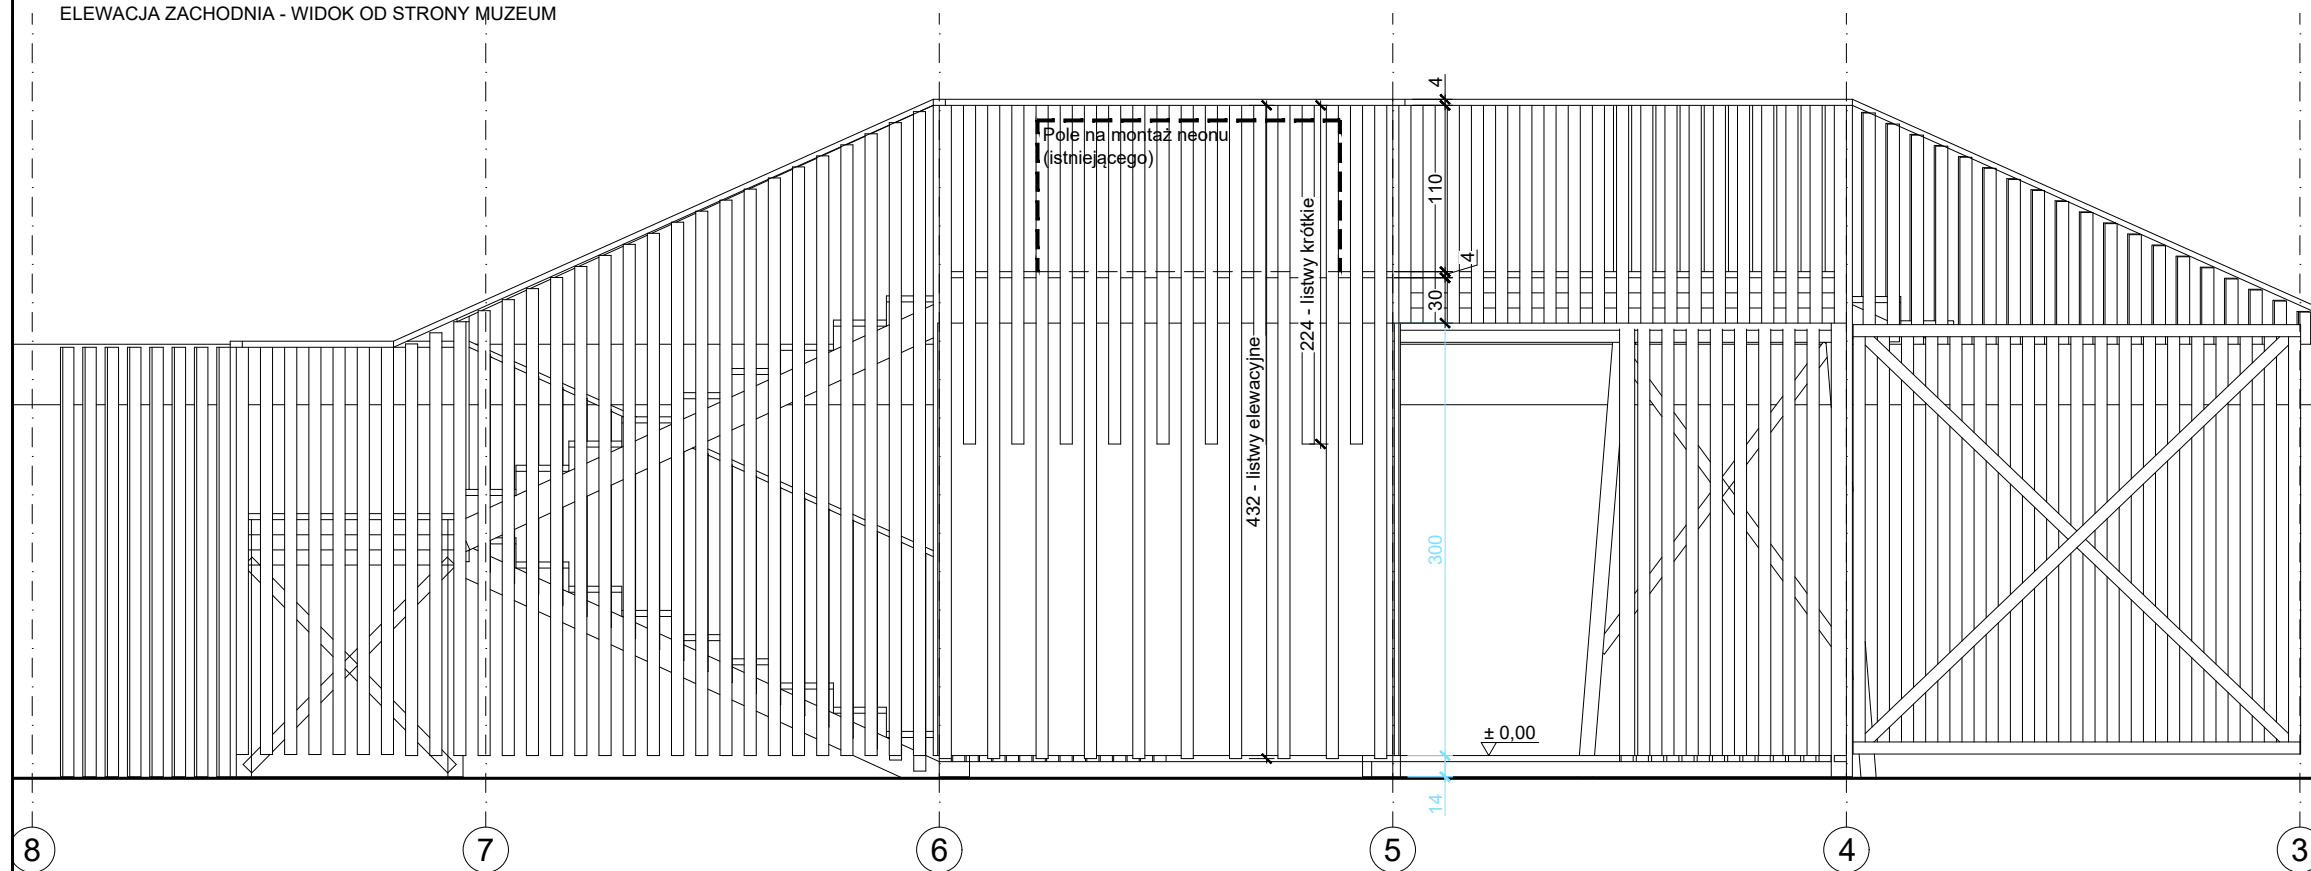 ELEWACJA ZACHODNIA - WIDOK OD STRONY MUZEUM
4
Pole na montaż neonu
(istniejącego)
110
224 - listwy krótkie
4
30
432 - listwy elewacyjne
300
± 0,00
14
8
7
6
5
4
3